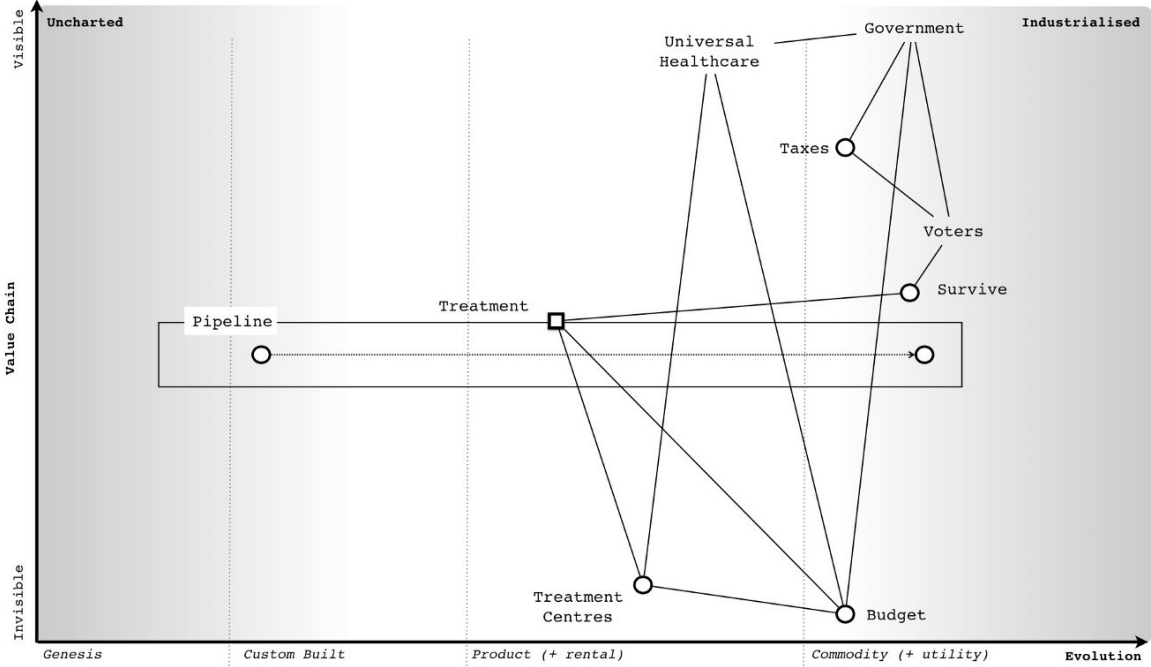 Uncharted
Industrialised
Visible
Universal
Healthcare
Government
Taxes
Voters
Survive
Treatment
Pipeline
Value Chain
Treatment
Centres
Budget
Invisible
Genesis
Custom Built
Product (+ rental)
Commodity (+ utility)
Evolution